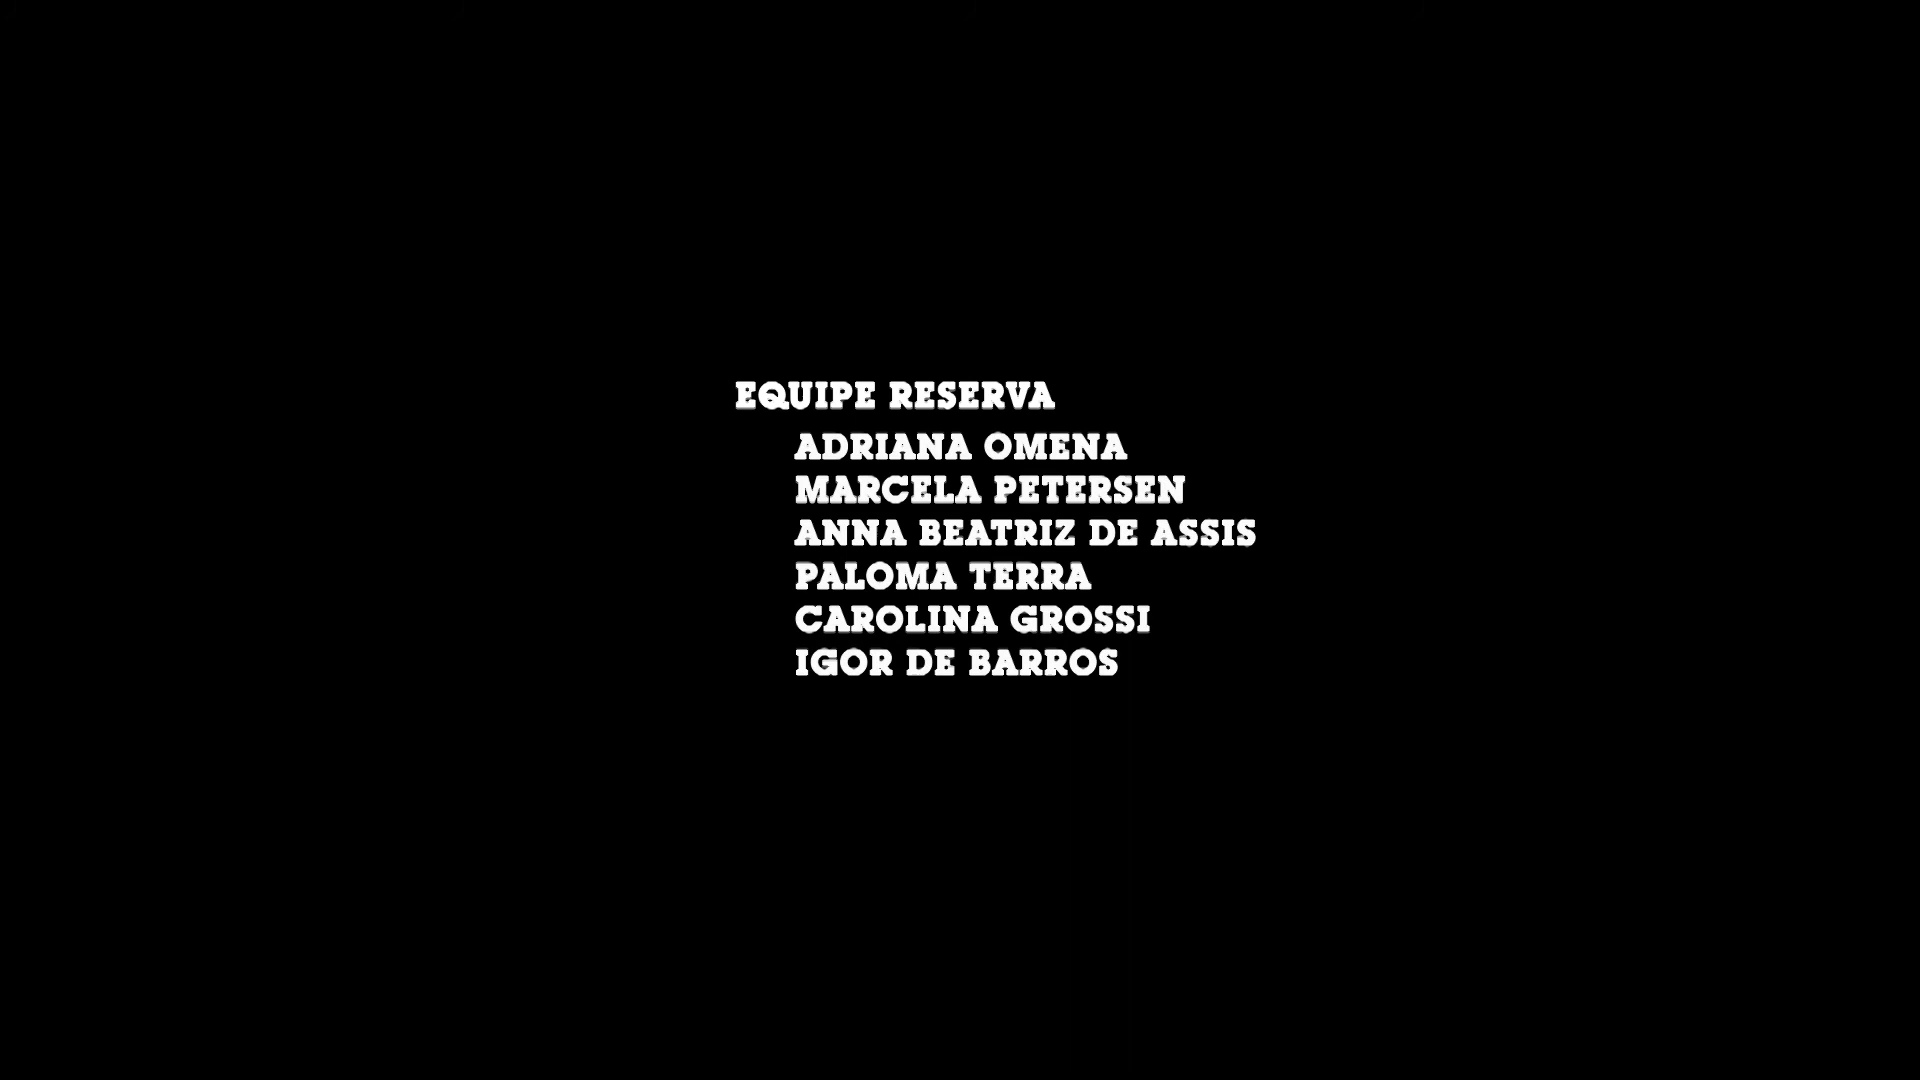 EQUIPE RESERVA
ADRIANA OMENA
MARCELA PETERSEN
ANNA BEATRIZ DE ASSIS
PALOMA TERRA
CAROLINA GROSSI
IGOR DE BARROS